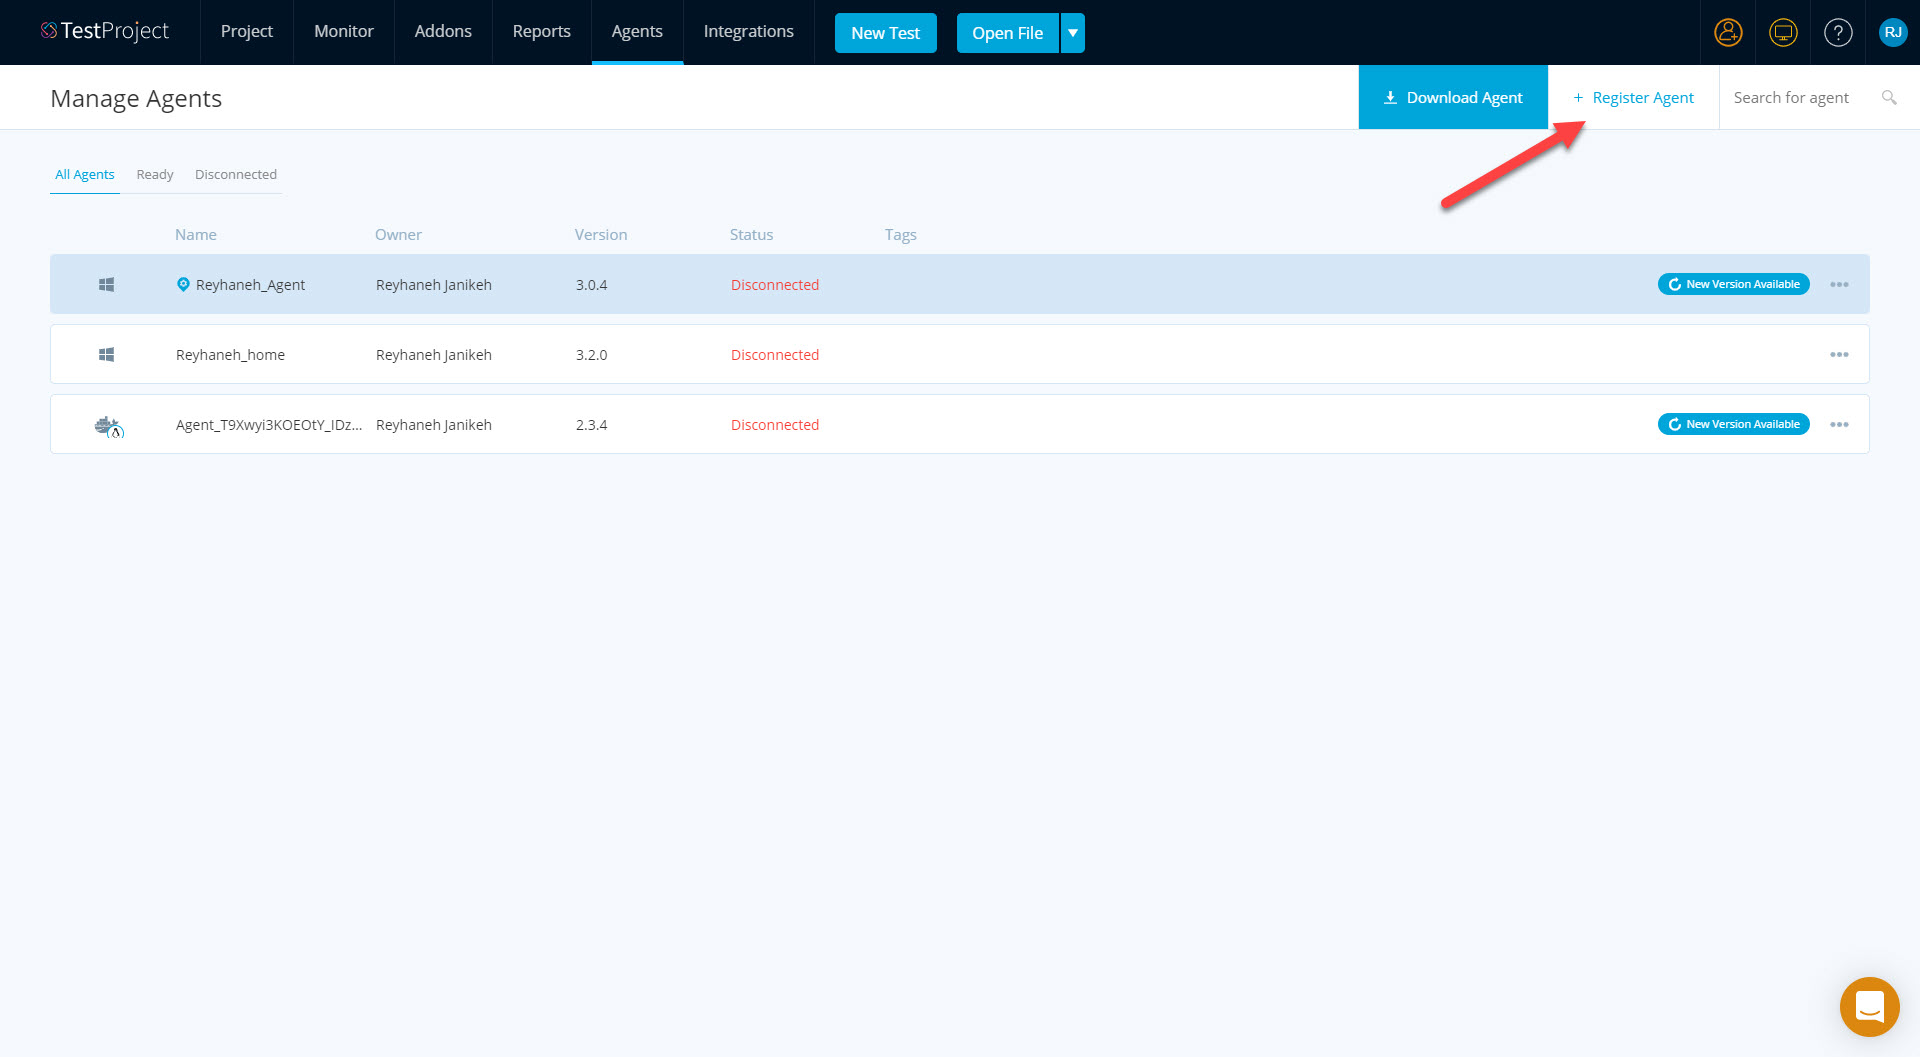 TestProject Project Monitor Addons Reports Agents Integrations New Test Open File ? RJ
Manage Agents Download Agent + Register Agent Search for agent
All Agents Ready Disconnected
Name Owner Version Status Tags
Reyhaneh_Agent Reyhaneh Janikeh 3.0.4 Disconnected New Version Available
Reyhaneh_home Reyhaneh Janikeh 3.2.0 Disconnected
Agent_T9Xwyi3KOEOtY_IDz... Reyhaneh Janikeh 2.3.4 Disconnected New Version Available